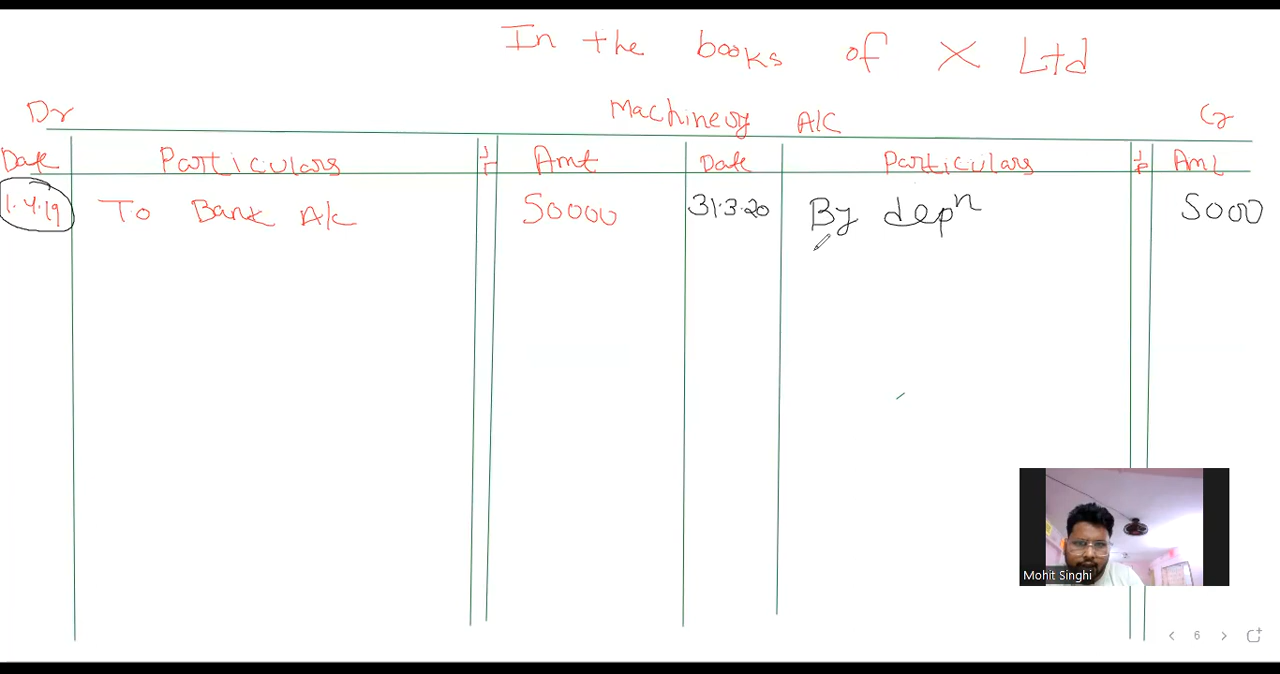 In the books of X Ltd
Dr Machinery A/C Cr
Date Particulars J.F Amt Date Particulars J.F Amt
1.4.19 To Bank A/c 50000 31.3.20 By depn 5000
Mohit Singhi
6